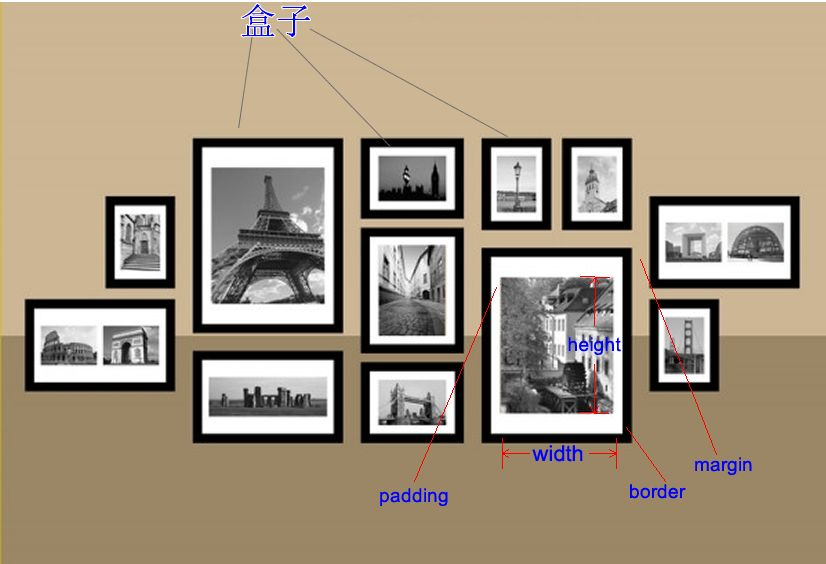 盒子
height
width
margin
padding
border